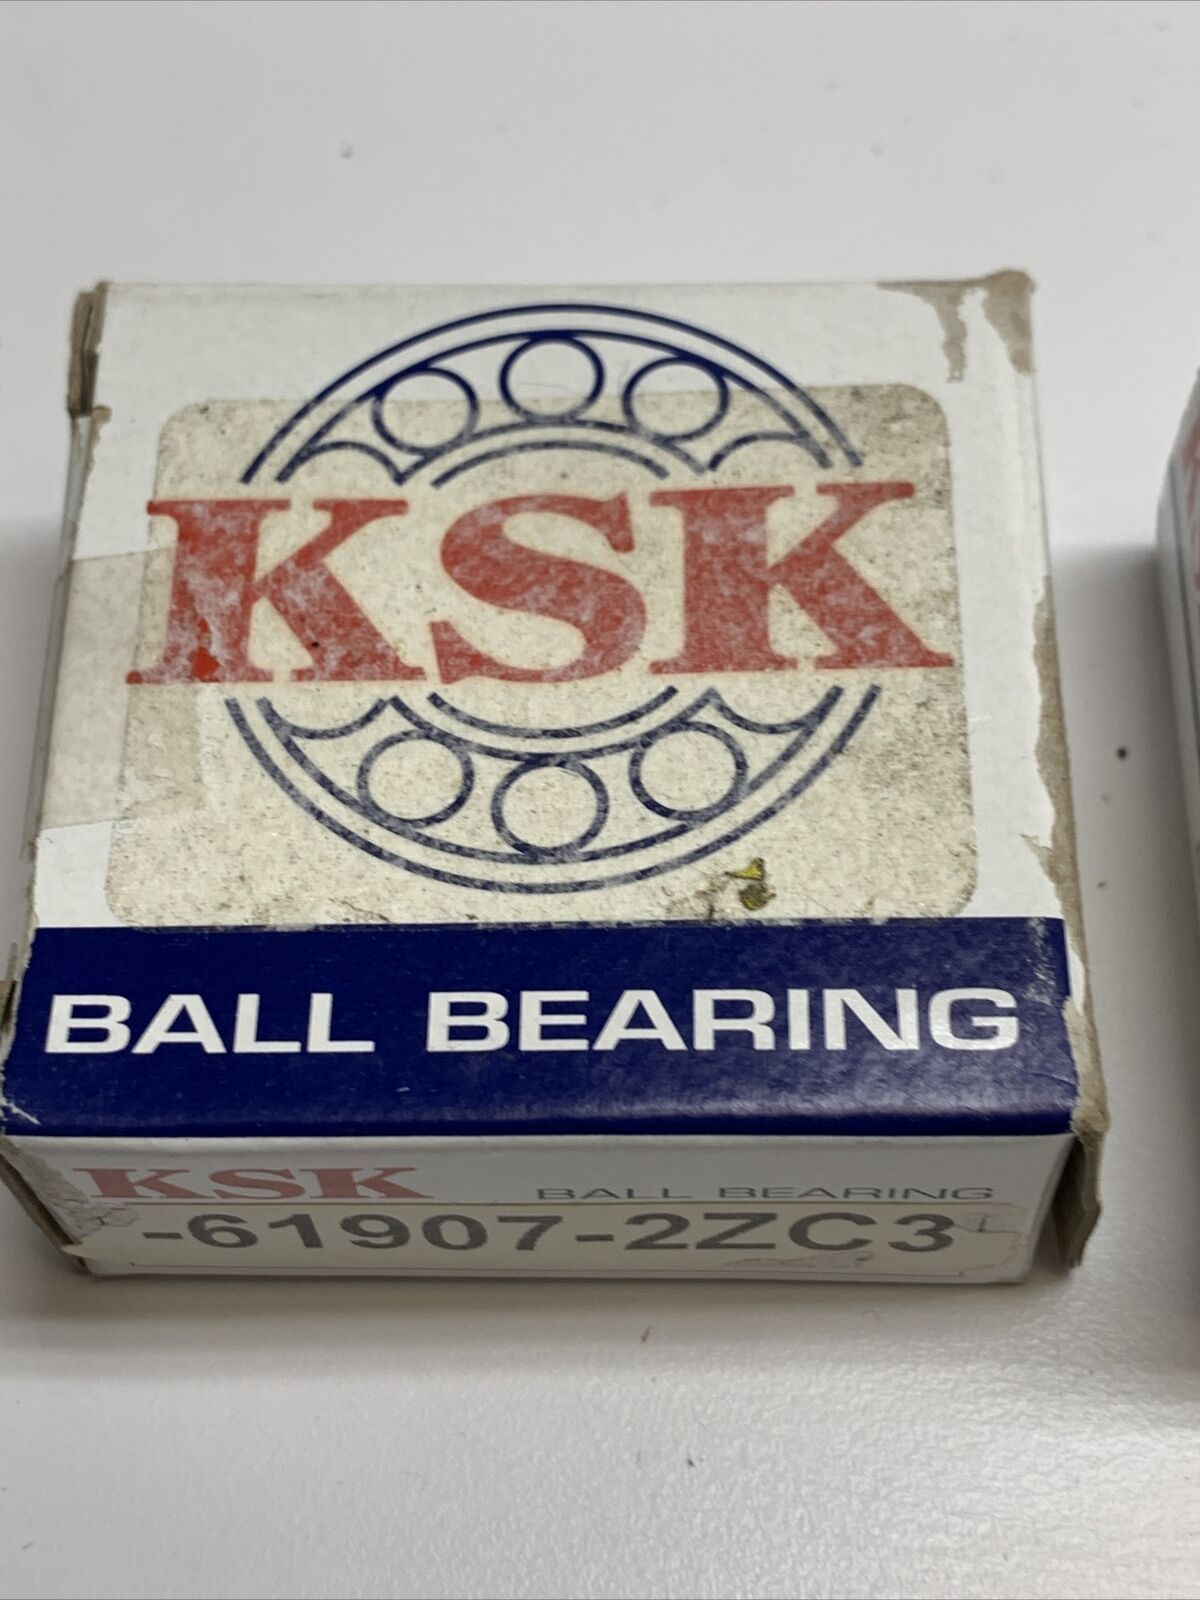 KSK
BALL BEARING
KSK BALL BEARING
-61907-2ZC3